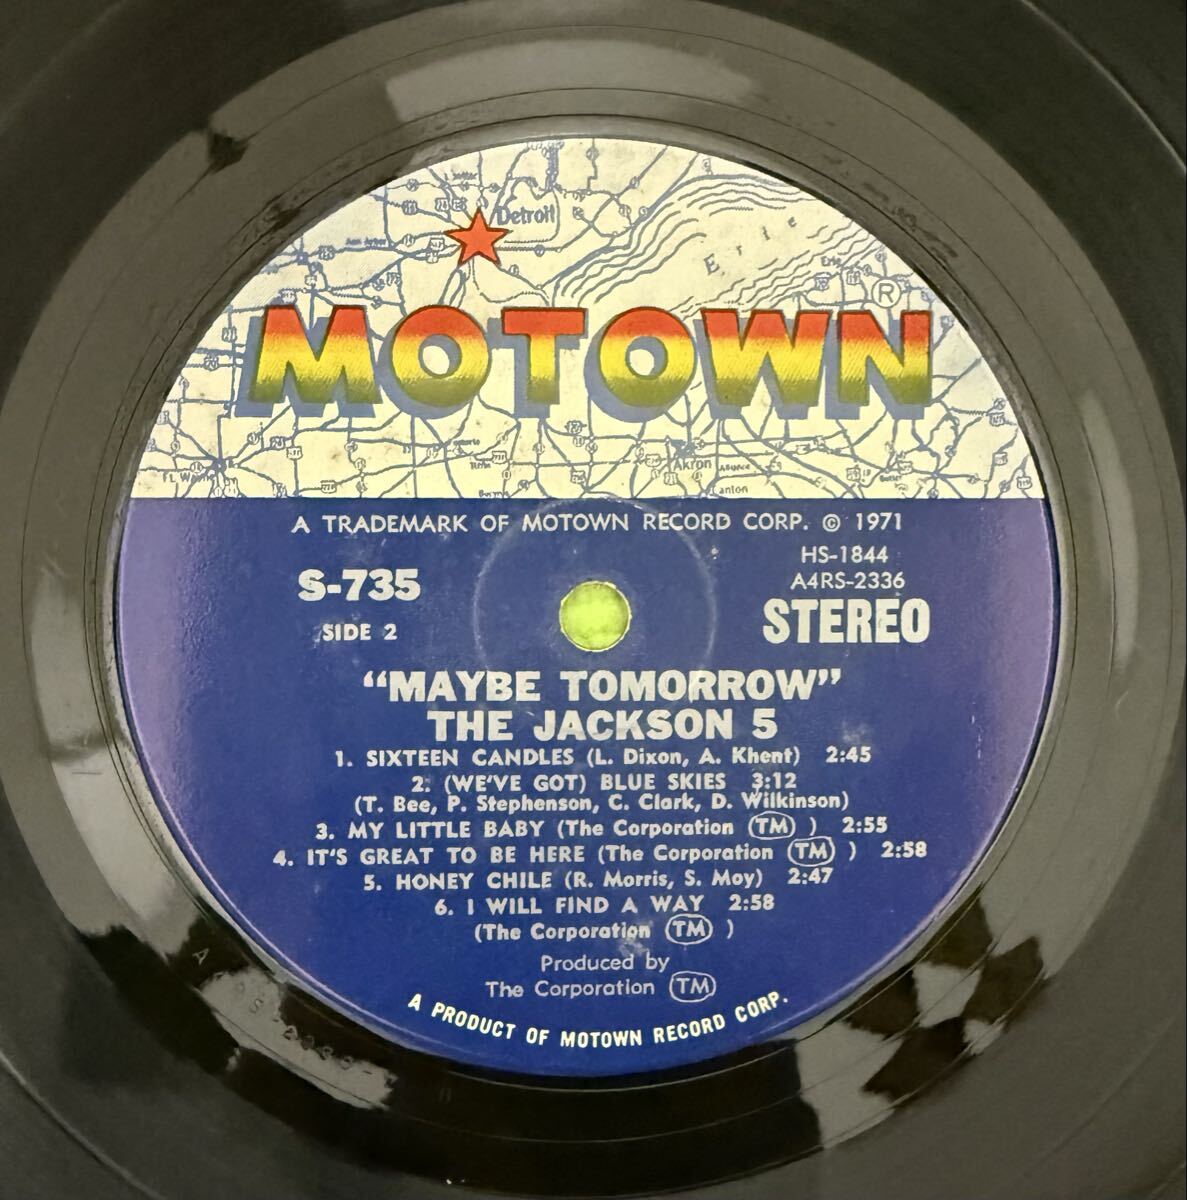 Detroit
Erie
Erie
®
MOTOWN
Akron
Canton
A TRADEMARK OF MOTOWN RECORD CORP. © 1971
HS-1844
S-735
A4RS-2336
SIDE 2
STEREO
"MAYBE TOMORROW"
THE JACKSON 5
1. SIXTEEN CANDLES (L. Dixon, A. Khent) 2:45
2. (WE'VE GOT) BLUE SKIES 3:12
(T. Bee, P. Stephenson, C. Clark, D. Wilkinson)
3. MY LITTLE BABY (The Corporation TM ) 2:55
4. IT'S GREAT TO BE HERE (The Corporation TM ) 2:58
5. HONEY CHILE (R. Morris, S. Moy) 2:47
6. I WILL FIND A WAY 2:58
(The Corporation TM )
Produced by
The Corporation TM
A PRODUCT OF MOTOWN RECORD CORP.